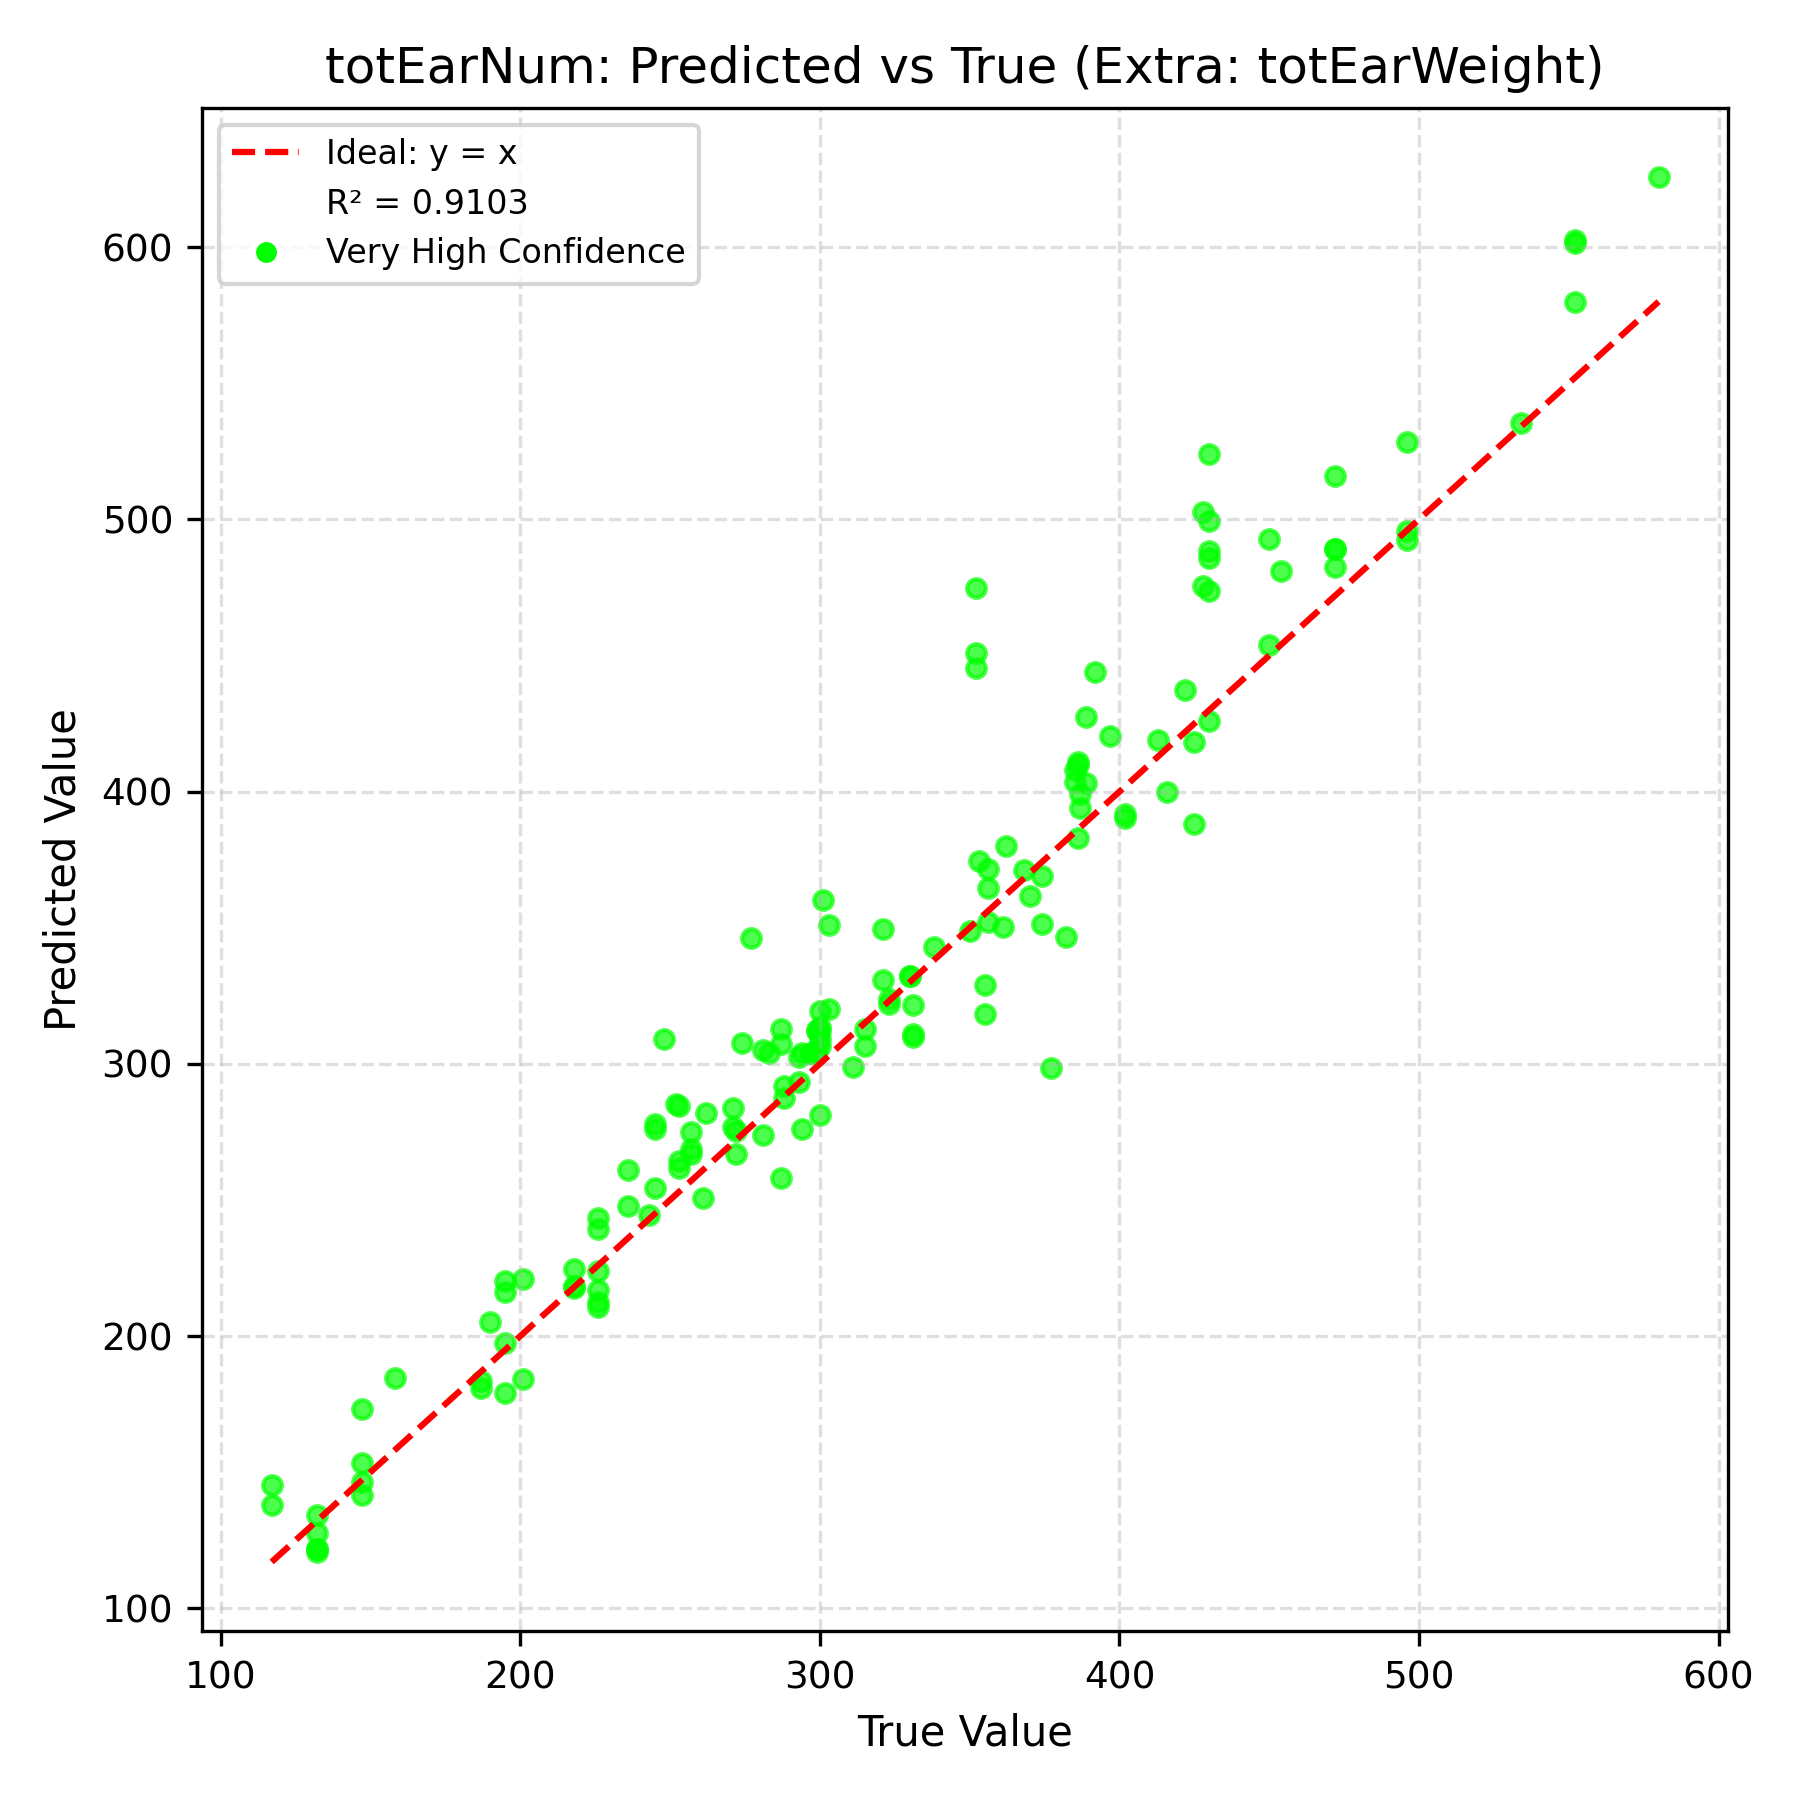 totEarNum: Predicted vs True (Extra: totEarWeight)
Ideal: y = x
R² = 0.9103
Very High Confidence
Predicted Value
600
500
400
300
200
100
100 200 300 400 500 600
True Value